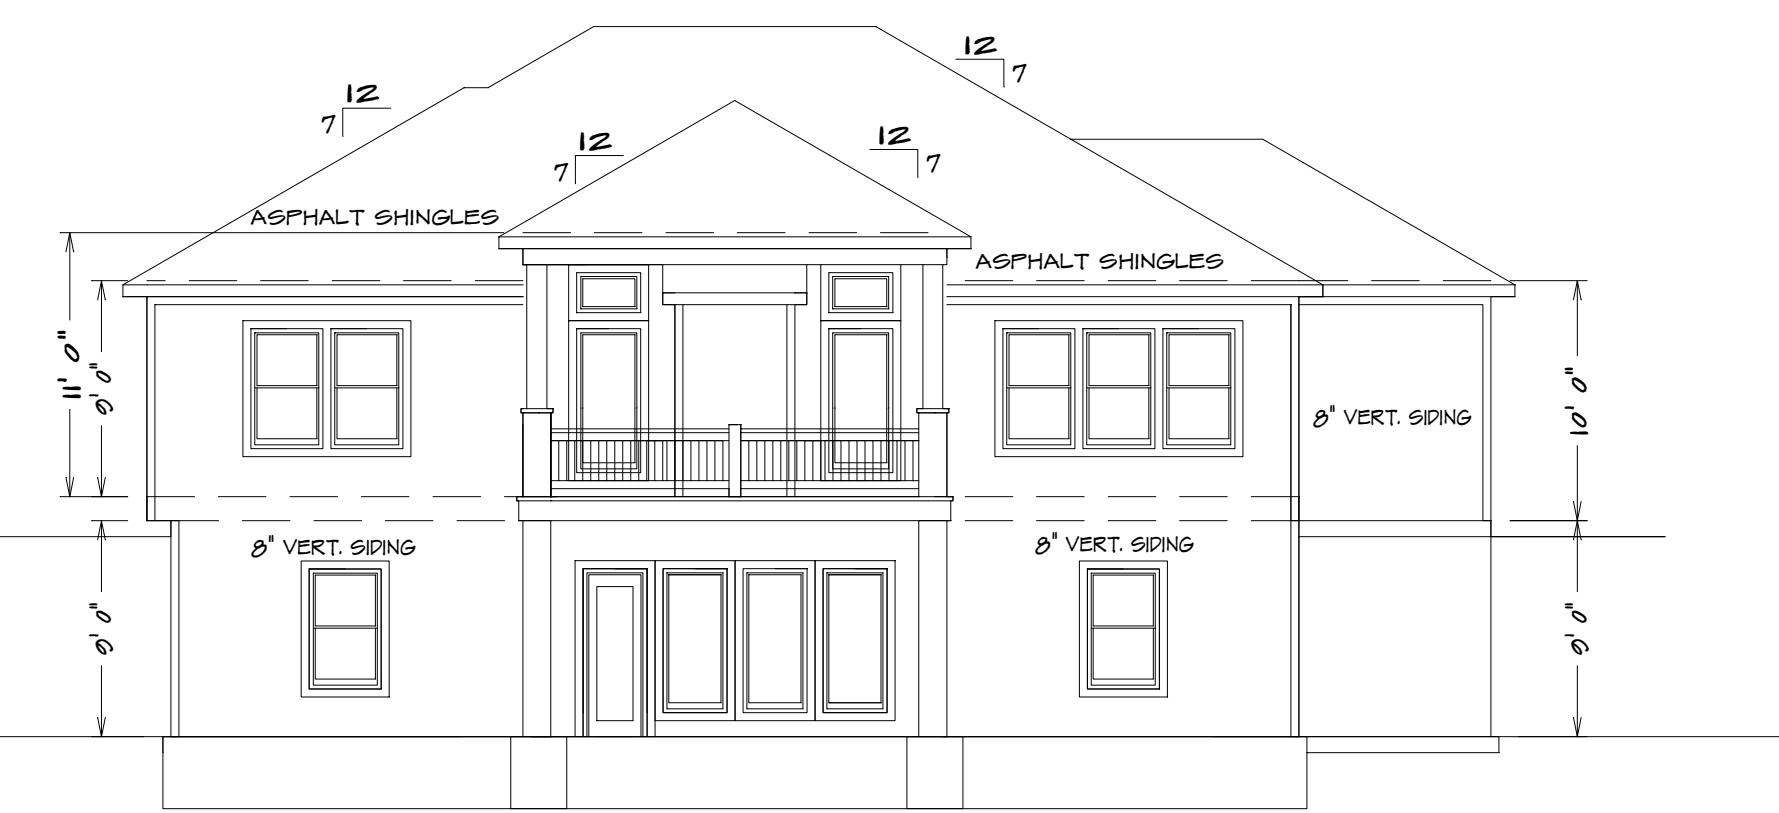 12
7
12
7
12
7
12
7
ASPHALT SHINGLES
ASPHALT SHINGLES
11' 0"
9' 0"
10' 0"
8" VERT. SIDING
8" VERT. SIDING
8" VERT. SIDING
9' 0"
9' 0"